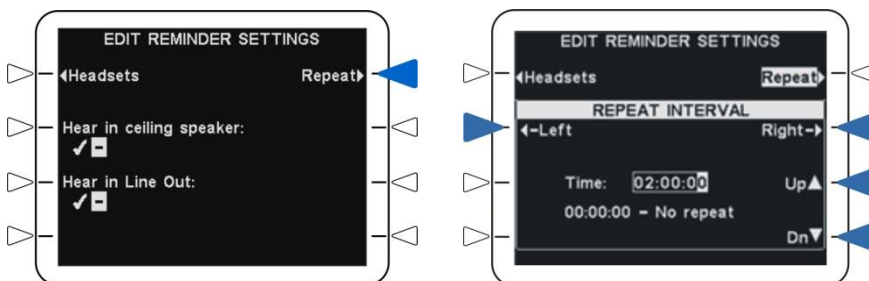 EDIT REMINDER SETTINGS
◀Headsets Repeat▶
Hear in ceiling speaker:
✓ -
Hear in Line Out:
✓ -
EDIT REMINDER SETTINGS
◀Headsets Repeat▶
REPEAT INTERVAL
◀-Left Right-▶
Time: 02:00:00 Up▲
00:00:00 - No repeat
Dn▼